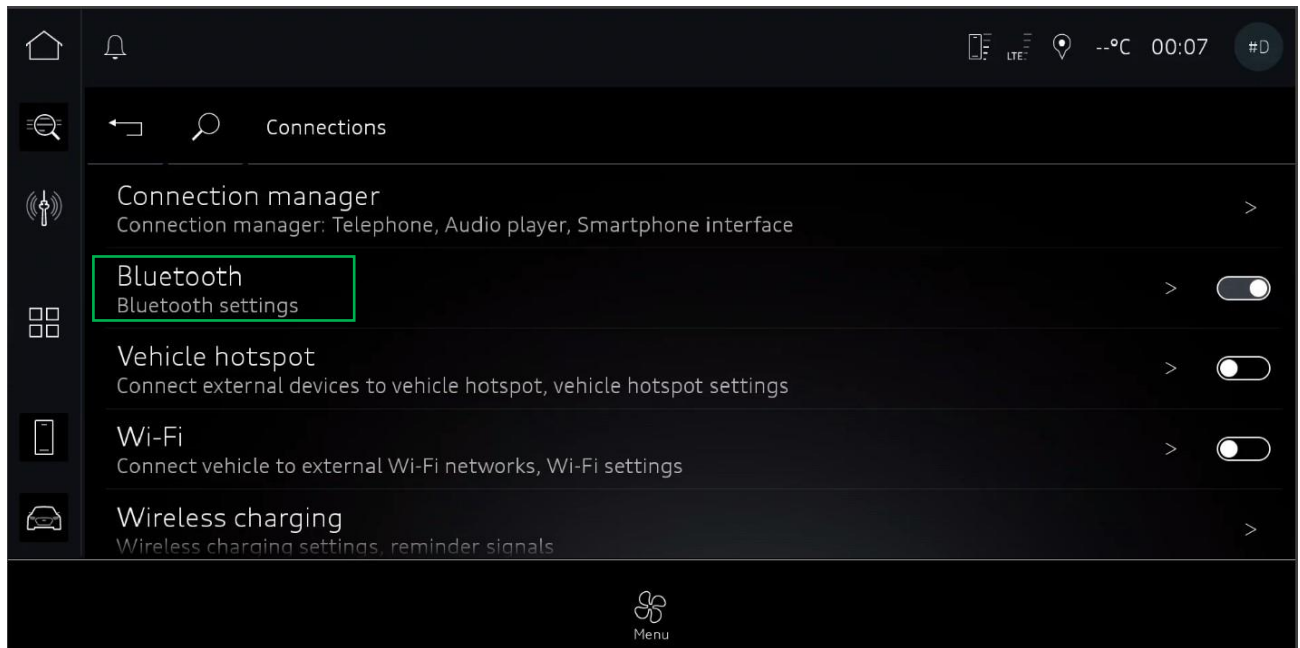 LTE
--°C
00:07
#D
Connections
Connection manager
Connection manager: Telephone, Audio player, Smartphone interface
>
Bluetooth
Bluetooth settings
>
Vehicle hotspot
Connect external devices to vehicle hotspot, vehicle hotspot settings
>
Wi-Fi
Connect vehicle to external Wi-Fi networks, Wi-Fi settings
>
Wireless charging
Wireless charging settings, reminder signals
>
Menu